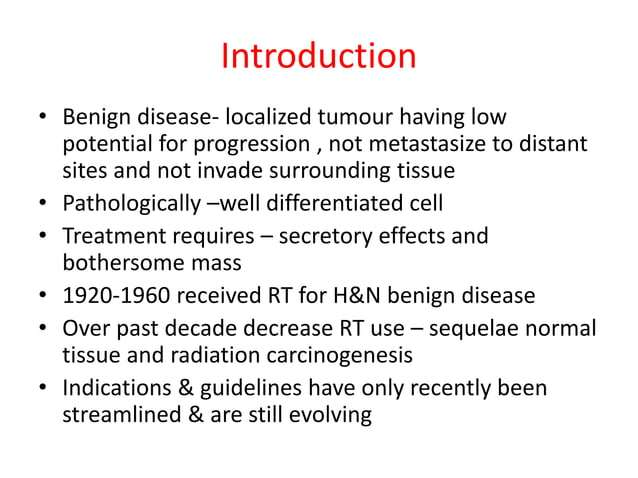 Introduction
• Benign disease- localized tumour having low
potential for progression , not metastasize to distant
sites and not invade surrounding tissue
• Pathologically –well differentiated cell
• Treatment requires – secretory effects and
bothersome mass
• 1920-1960 received RT for H&N benign disease
• Over past decade decrease RT use – sequelae normal
tissue and radiation carcinogenesis
• Indications & guidelines have only recently been
streamlined & are still evolving